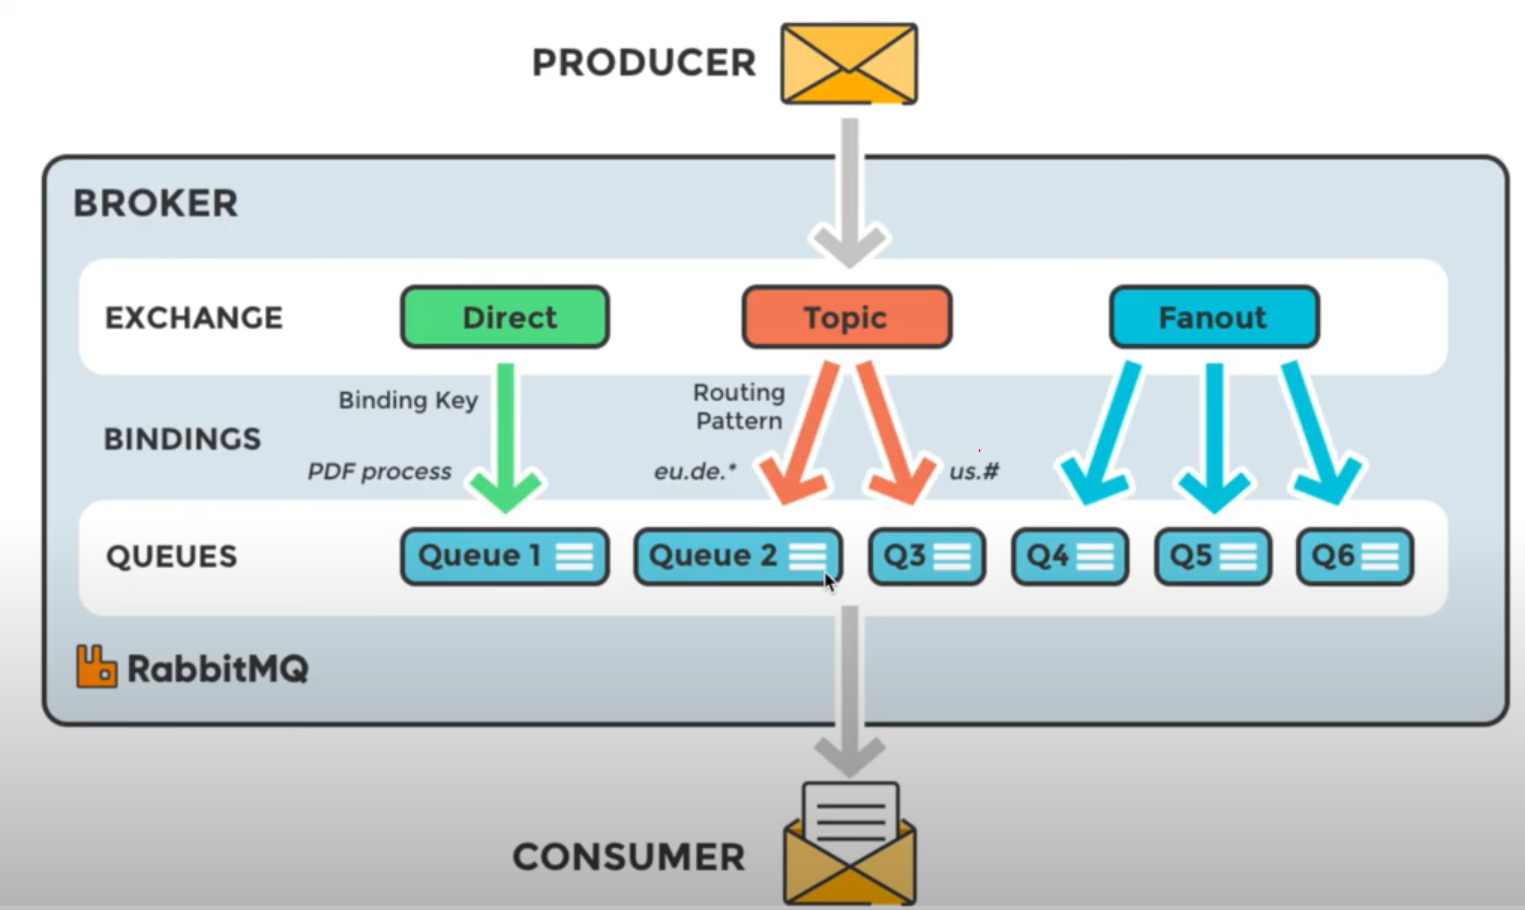 PRODUCER
BROKER
EXCHANGE
Direct
Topic
Fanout
Binding Key
Routing
Pattern
BINDINGS
PDF process
eu.de.*
us.#
QUEUES
Queue 1
Queue 2
Q3
Q4
Q5
Q6
RabbitMQ
CONSUMER